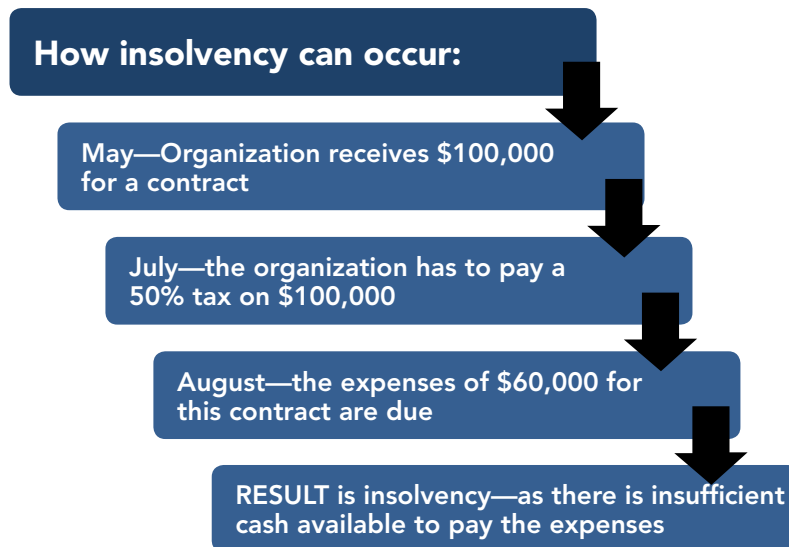 How insolvency can occur:
May—Organization receives $100,000
for a contract
July—the organization has to pay a
50% tax on $100,000
August—the expenses of $60,000 for
this contract are due
RESULT is insolvency—as there is insufficient
cash available to pay the expenses